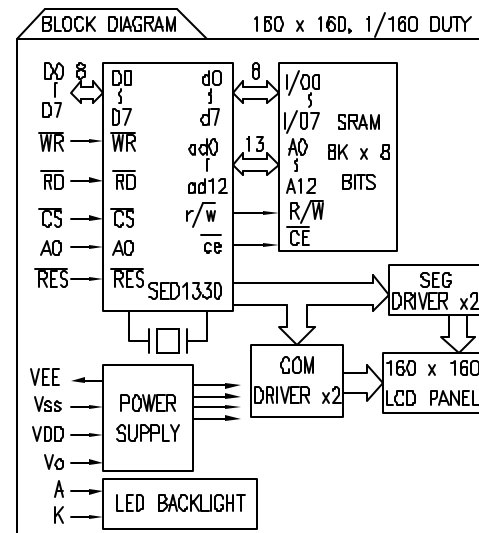 BLOCK DIAGRAM
160 x 160, 1/160 DUTY
D0 8
D7
WR
RD
CS
A0
RES
D0
D7
WR
RD
CS
A0
RES
d0
d7
ad0
ad12
r/w
ce
SED1330
8
13
I/O0
I/O7
A0
A12
R/W
CE
SRAM
8K x 8
BITS
SEG
DRIVER x2
COM
DRIVER x2
160 x 160
LCD PANEL
VEE
Vss
VDD
Vo
POWER
SUPPLY
A
K
LED BACKLIGHT